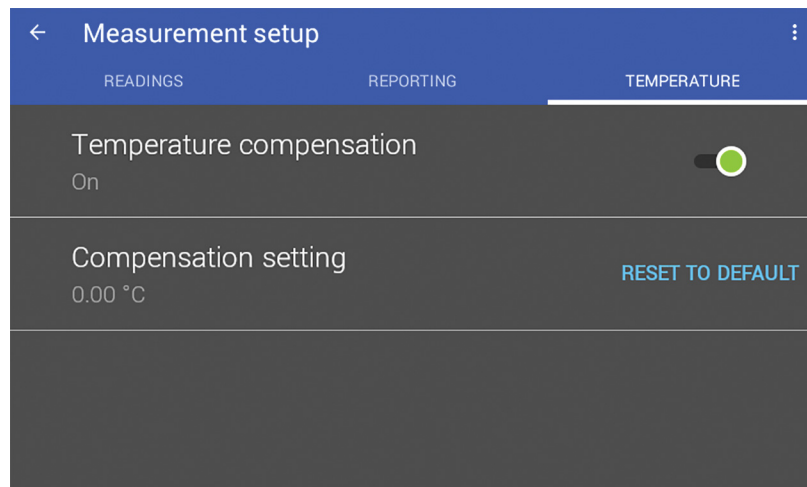 Measurement setup
READINGS REPORTING TEMPERATURE
Temperature compensation
On
Compensation setting
0.00 °C
RESET TO DEFAULT